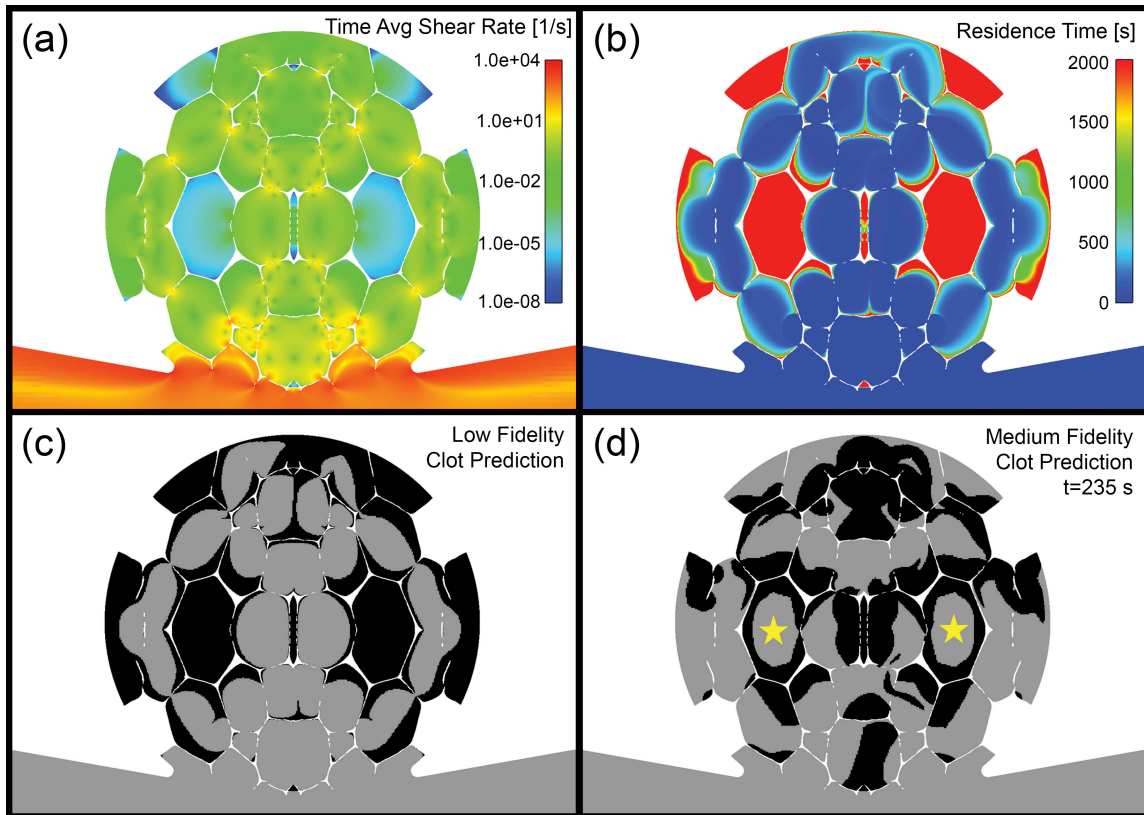 (a)
Time Avg Shear Rate [1/s]
1.0e+04
1.0e+01
1.0e-02
1.0e-05
1.0e-08
(b)
Residence Time [s]
2000
1500
1000
500
0
(c)
Low Fidelity
Clot Prediction
(d)
Medium Fidelity
Clot Prediction
t=235 s